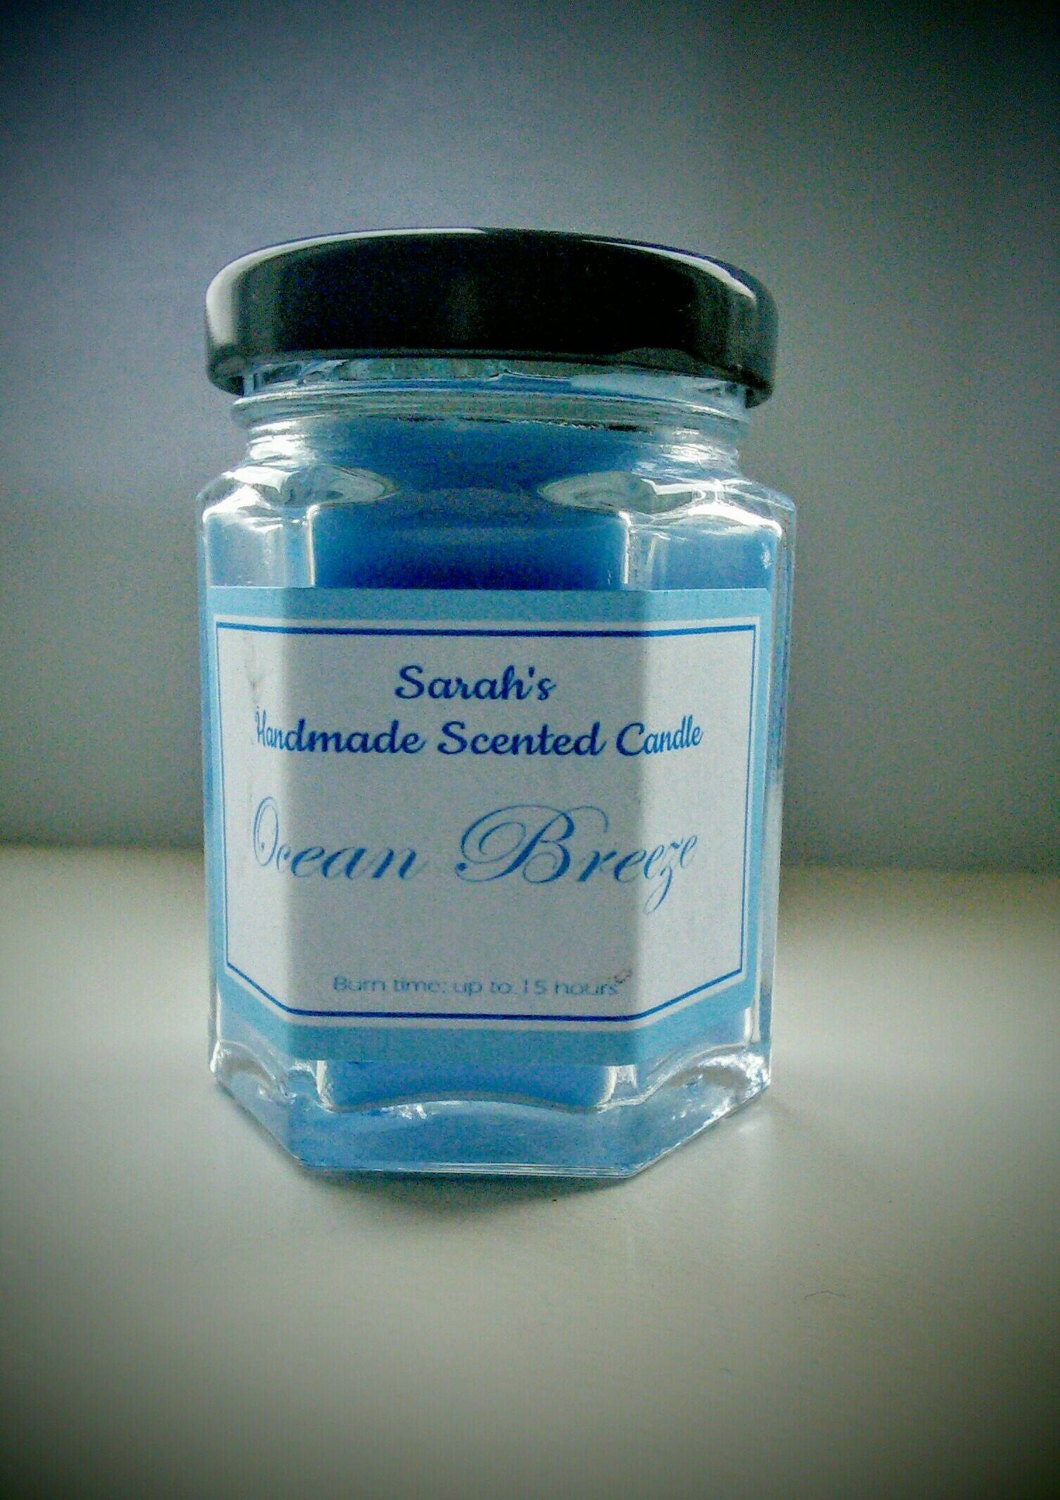 Sarah's
Handmade Scented Candle
Ocean Breeze
Burn time: up to 15 hours